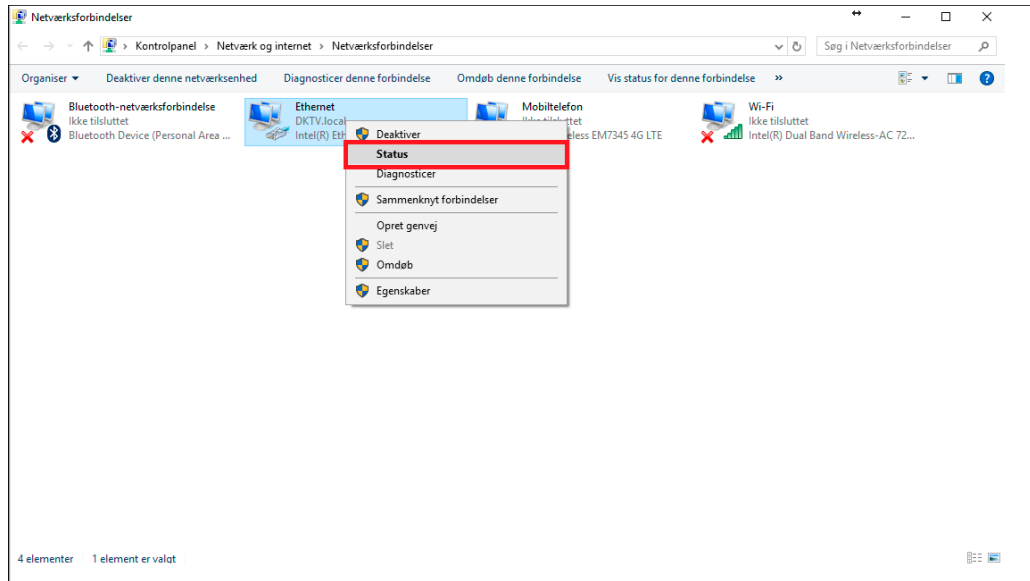 Netværksforbindelser
Kontrolpanel > Netværk og internet > Netværksforbindelser
Søg i Netværksforbindelser
Organiser
Deaktiver denne netværksenhed
Diagnosticer denne forbindelse
Omdøb denne forbindelse
Vis status for denne forbindelse
»
Bluetooth-netværksforbindelse
Ikke tilsluttet
Bluetooth Device (Personal Area ...
Ethernet
DKTV.local
Intel(R) Eth
Mobiltelefon
eless EM7345 4G LTE
Wi-Fi
Ikke tilsluttet
Intel(R) Dual Band Wireless-AC 72...
Deaktiver
Status
Diagnosticer
Sammenknyt forbindelser
Opret genvej
Slet
Omdøb
Egenskaber
4 elementer
1 element er valgt